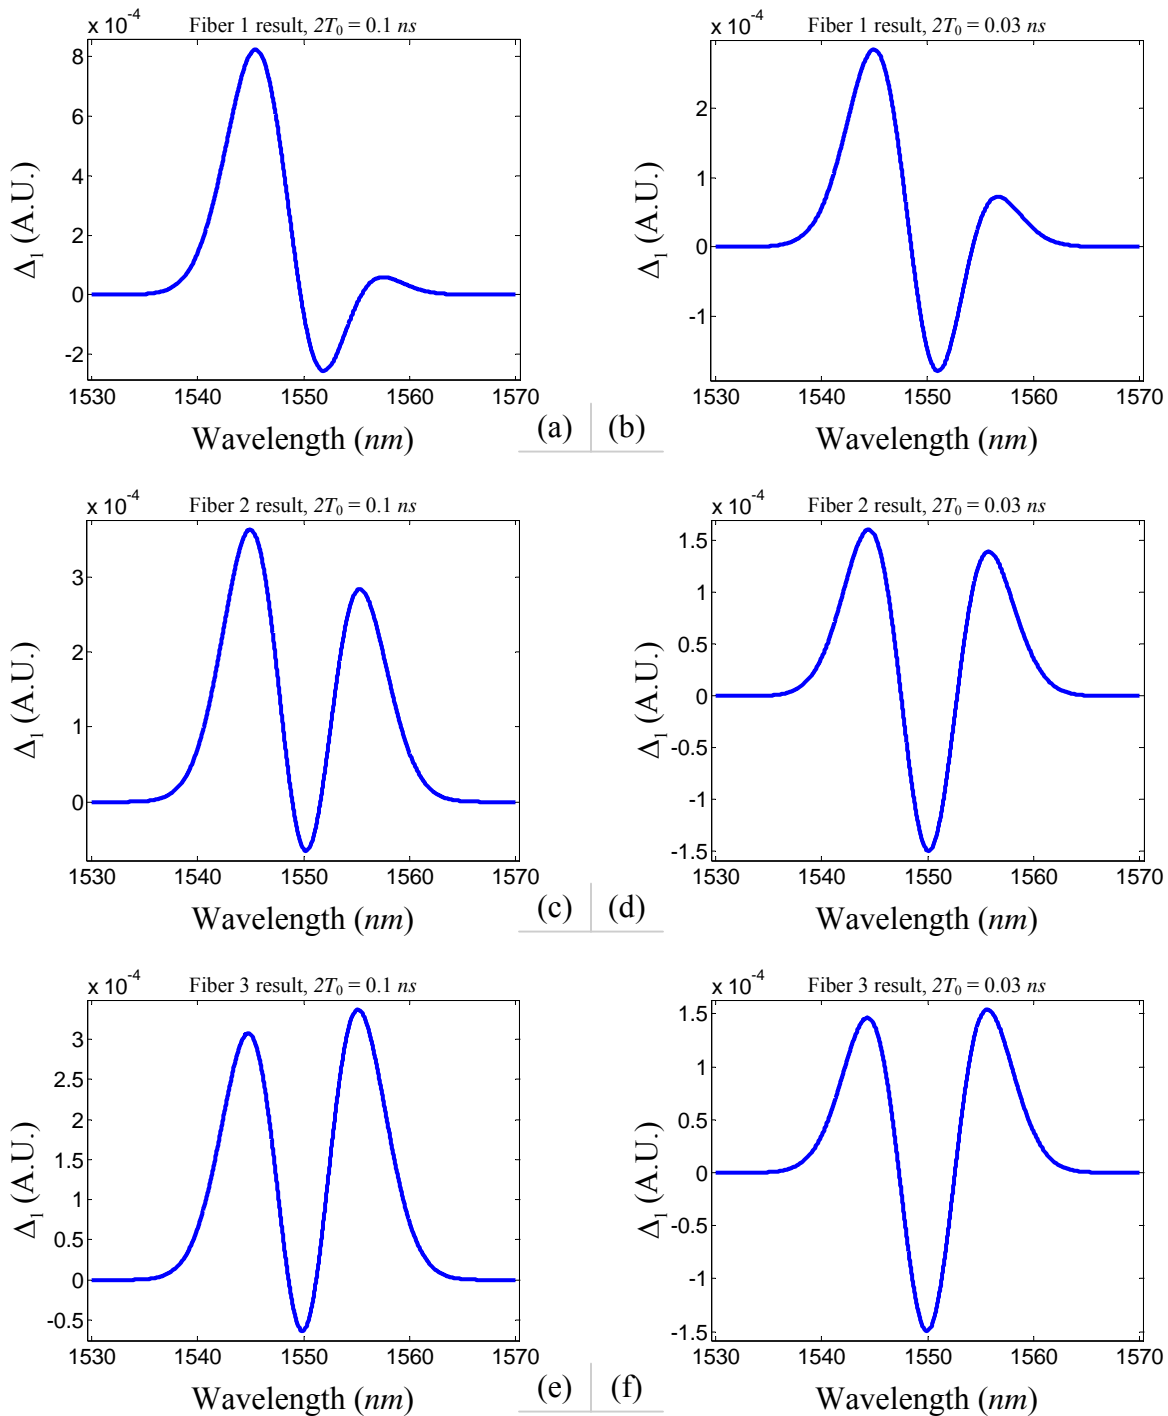 x 10⁻⁴ Fiber 1 result, 2T₀ = 0.1 ns
8
6
4
2
0
-2
Δ₁ (A.U.)
1530 1540 1550 1560 1570
Wavelength (nm)
(a)
x 10⁻⁴ Fiber 1 result, 2T₀ = 0.03 ns
2
1
0
-1
Δ₁ (A.U.)
1530 1540 1550 1560 1570
Wavelength (nm)
(b)
x 10⁻⁴ Fiber 2 result, 2T₀ = 0.1 ns
3
2
1
0
Δ₁ (A.U.)
1530 1540 1550 1560 1570
Wavelength (nm)
(c)
x 10⁻⁴ Fiber 2 result, 2T₀ = 0.03 ns
1.5
1
0.5
0
-0.5
-1
-1.5
Δ₁ (A.U.)
1530 1540 1550 1560 1570
Wavelength (nm)
(d)
x 10⁻⁴ Fiber 3 result, 2T₀ = 0.1 ns
3
2.5
2
1.5
1
0.5
0
-0.5
Δ₁ (A.U.)
1530 1540 1550 1560 1570
Wavelength (nm)
(e)
x 10⁻⁴ Fiber 3 result, 2T₀ = 0.03 ns
1.5
1
0.5
0
-0.5
-1
-1.5
Δ₁ (A.U.)
1530 1540 1550 1560 1570
Wavelength (nm)
(f)